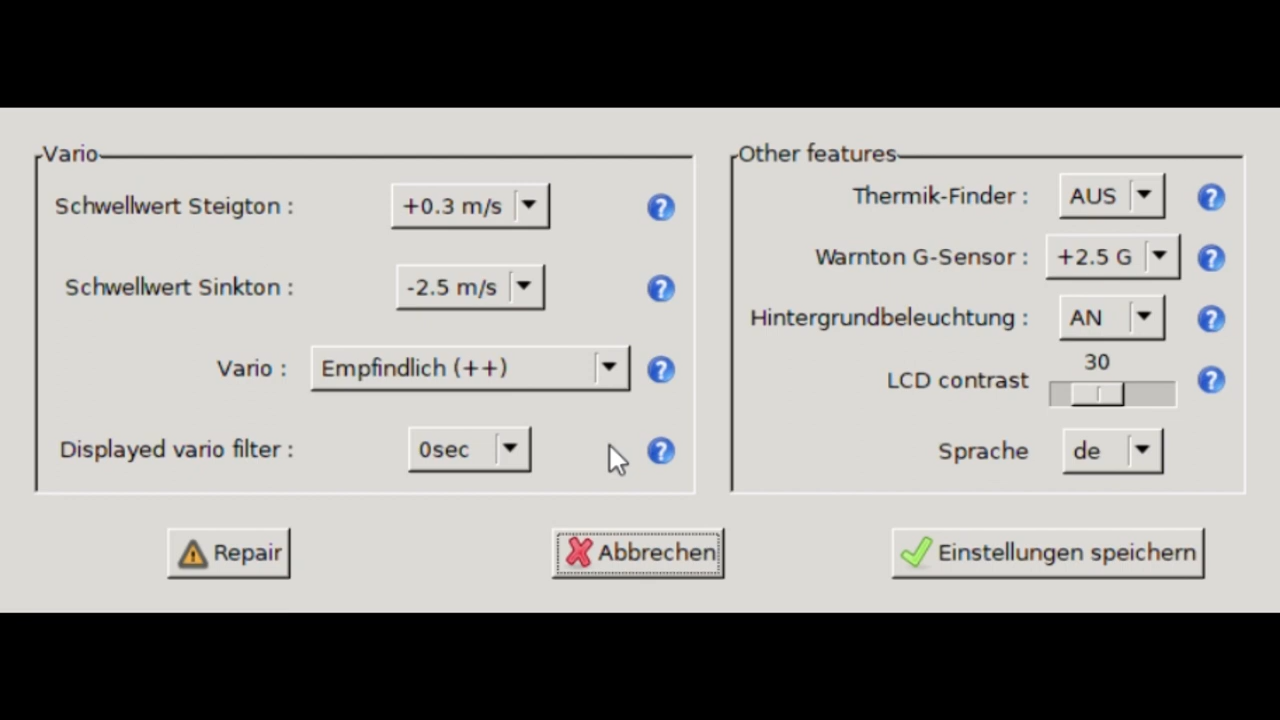 Vario
Schwellwert Steigton : +0.3 m/s ?
Schwellwert Sinkton : -2.5 m/s ?
Vario : Empfindlich (++) ?
Displayed vario filter : 0sec ?
Other features
Thermik-Finder : AUS ?
Warnton G-Sensor : +2.5 G ?
Hintergrundbeleuchtung : AN ?
30
LCD contrast ?
Sprache de
Repair
Abbrechen
Einstellungen speichern